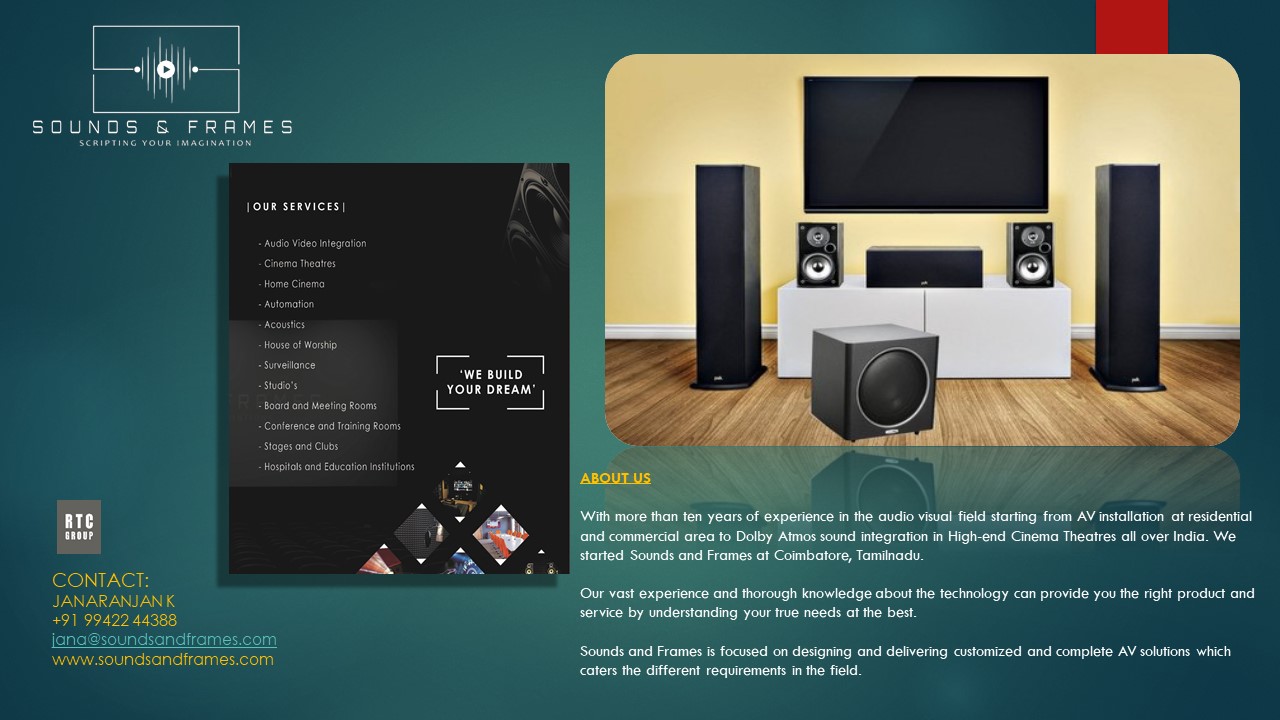 SOUNDS & FRAMES
SCRIPTING YOUR IMAGINATION
|OUR SERVICES|
- Audio Video Integration
- Cinema Theatres
- Home Cinema
- Automation
- Acoustics
- House of Worship
- Surveillance
- Studio's
- Board and Meeting Rooms
- Conference and Training Rooms
- Stages and Clubs
- Hospitals and Education Institutions
‘WE BUILD
YOUR DREAM’
RTC
GROUP
CONTACT:
JANARANJAN K
+91 99422 44388
jana@soundsandframes.com
www.soundsandframes.com
polk
polk
polk
ABOUT US
With more than ten years of experience in the audio visual field starting from AV installation at residential
and commercial area to Dolby Atmos sound integration in High-end Cinema Theatres all over India. We
started Sounds and Frames at Coimbatore, Tamilnadu.
Our vast experience and thorough knowledge about the technology can provide you the right product and
service by understanding your true needs at the best.
Sounds and Frames is focused on designing and delivering customized and complete AV solutions which
caters the different requirements in the field.